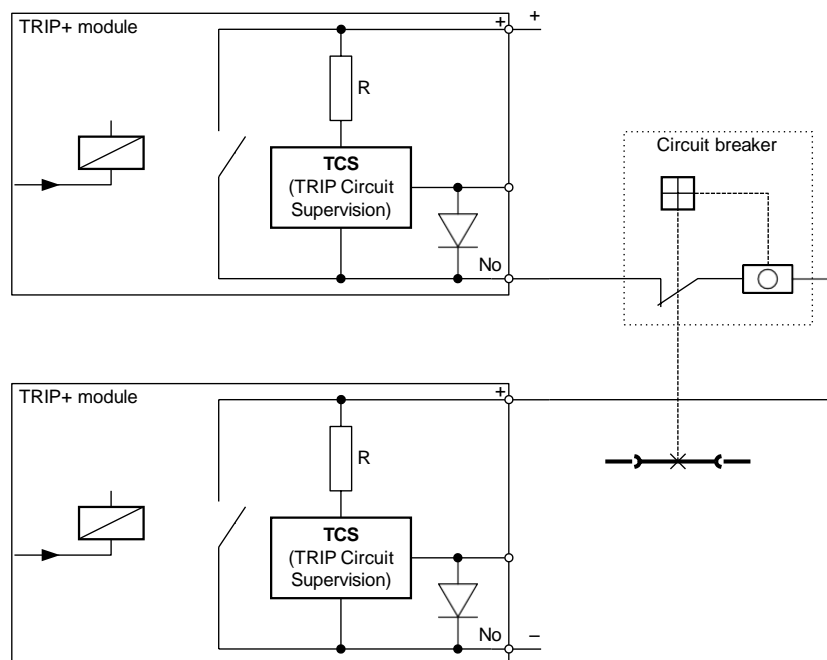 TRIP+ module
+ +
R
TCS
(TRIP Circuit
Supervision)
No
Circuit breaker
TRIP+ module
+
R
TCS
(TRIP Circuit
Supervision)
No –